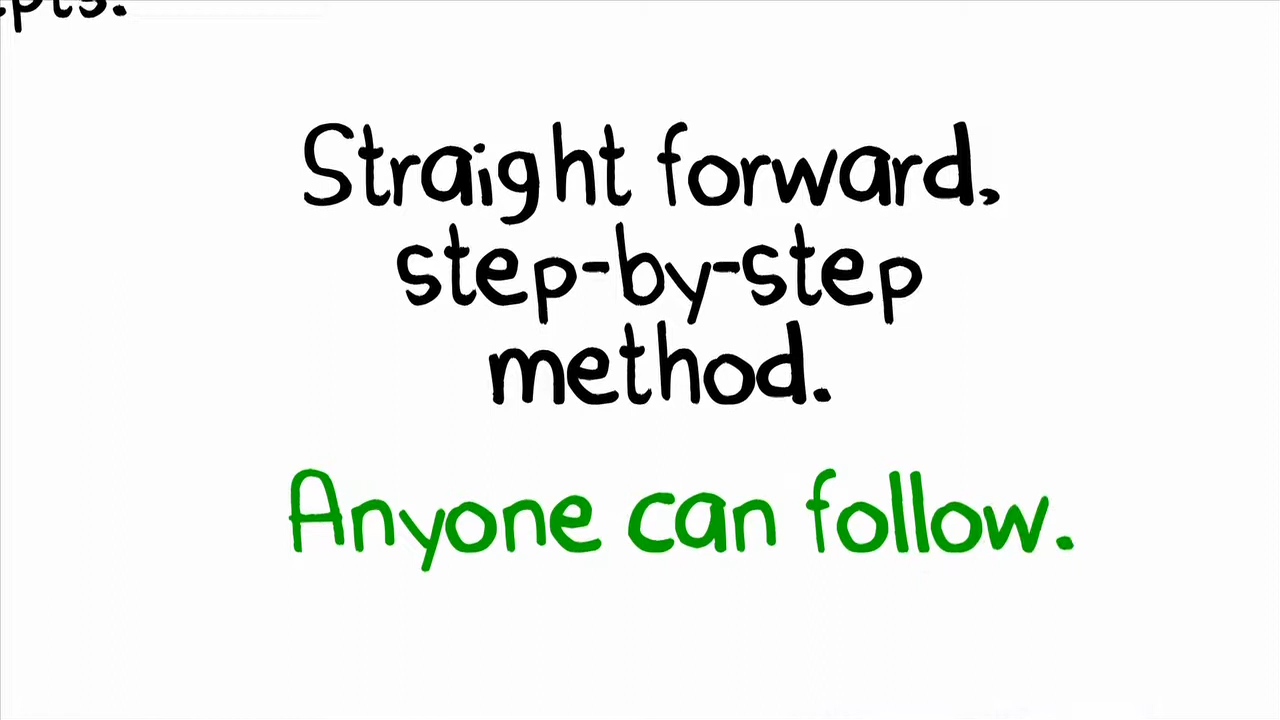 Straight forward,
step-by-step
method.
Anyone can follow.